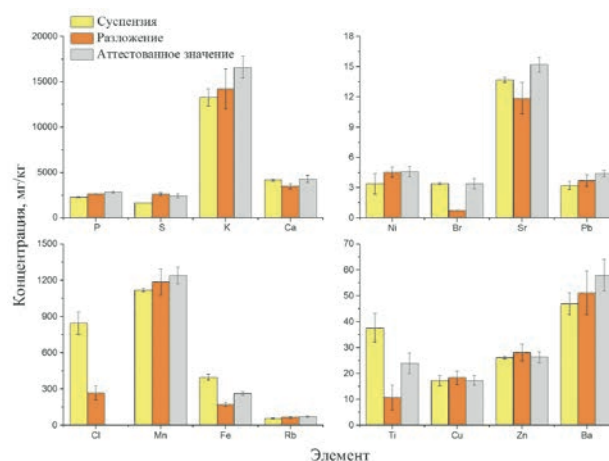 Суспензия
Разложение
Аттестованное значение
20000
15000
10000
5000
0
P S K Ca
18
15
12
9
6
3
0
Ni Br Sr Pb
Концентрация, мг/кг
1500
1200
900
600
300
0
Cl Mn Fe Rb
70
60
50
40
30
20
10
0
Ti Cu Zn Ba
Элемент